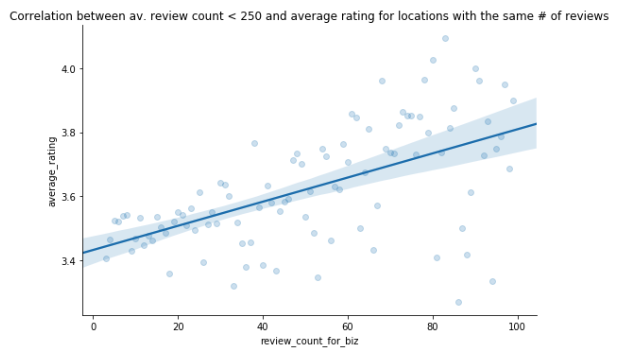 Correlation between av. review count < 250 and average rating for locations with the same # of reviews
4.0
3.8
3.6
3.4
average_rating
0 20 40 60 80 100
review_count_for_biz